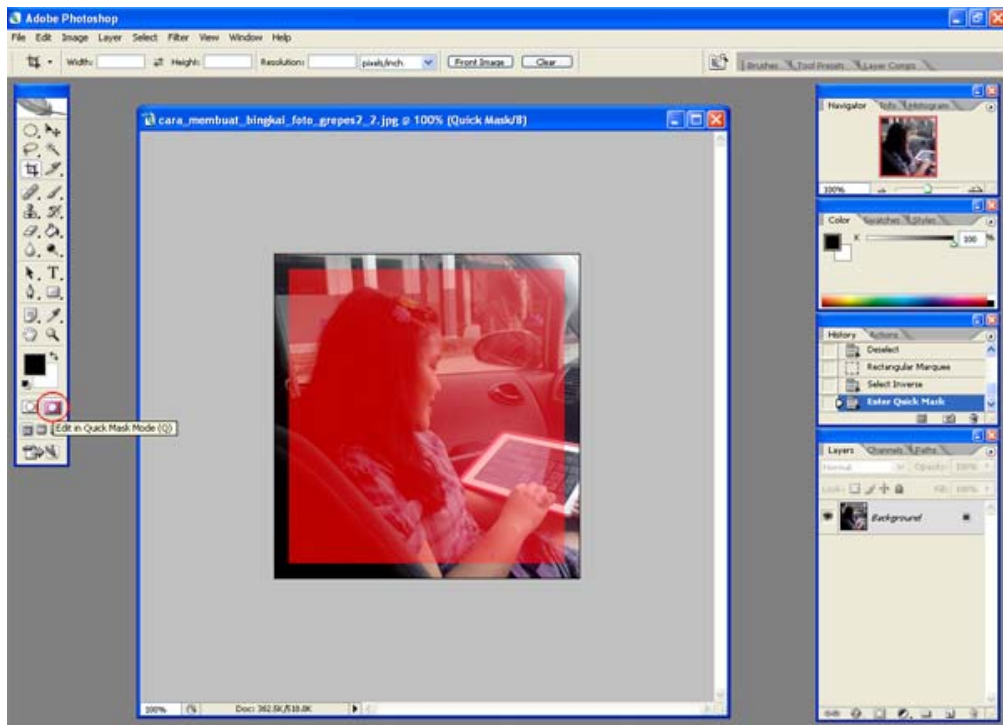 Adobe Photoshop
File Edit Image Layer Select Filter View Window Help
Width: Height: Resolution: pixels/inch Front Image Clear
Brushes Tool Presets Layer Comps
cara_membuat_bingkai_foto_grepes2_2.jpg @ 100% (Quick Mask/8)
Navigator Info Histogram
100%
Color Swatches Styles
K 100 %
History Actions
Deselect
Rectangular Marquee
Select Inverse
Enter Quick Mask
Edit in Quick Mask Mode (Q)
Layers Channels Paths
Normal Opacity: 100%
Lock: Fill: 100%
Background
100% Doc: 362.5K/518.0K